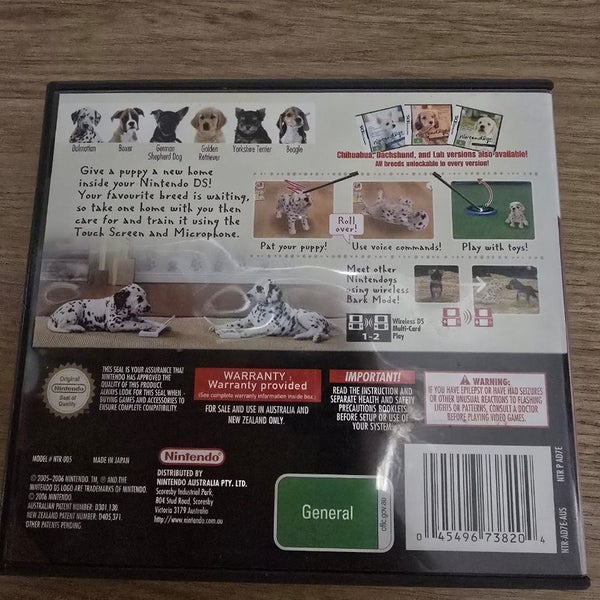 Dalmatian
Boxer
German
Shepherd Dog
Golden
Retriever
Yorkshire Terrier
Beagle
Chihuahua, Dachshund, and Lab versions also available!
All breeds unlockable in every version!
Give a puppy a new home
inside your Nintendo DS!
Your favourite breed is waiting,
so take one home with you then
care for and train it using the
Touch Screen and Microphone.
Roll
over!
Pat your puppy!
Use voice commands!
Play with toys!
Meet other
Nintendogs
using wireless
Bark Mode!
1-2
Wireless DS
Multi-Card
Play
Original
Nintendo
Seal of
Quality
THIS SEAL IS YOUR ASSURANCE THAT
NINTENDO HAS APPROVED THE
QUALITY OF THIS PRODUCT.
ALWAYS LOOK FOR THIS SEAL WHEN
BUYING GAMES AND ACCESSORIES TO
ENSURE COMPLETE COMPATIBILITY.
WARRANTY :
Warranty provided
(See complete warranty information inside box.)
FOR SALE AND USE IN AUSTRALIA AND
NEW ZEALAND ONLY.
IMPORTANT!
READ THE INSTRUCTION AND
SEPARATE HEALTH AND SAFETY
PRECAUTIONS BOOKLETS
BEFORE SETUP OR USE OF
YOUR SYSTEM
WARNING:
IF YOU HAVE EPILEPSY OR HAVE HAD SEIZURES
OR OTHER UNUSUAL REACTIONS TO FLASHING
LIGHTS OR PATTERNS, CONSULT A DOCTOR
BEFORE PLAYING VIDEO GAMES.
MODEL # NTR 005
MADE IN JAPAN
© 2005-2006 NINTENDO. TM, ® AND THE
NINTENDO DS LOGO ARE TRADEMARKS OF NINTENDO.
© 2006 NINTENDO.
AUSTRALIAN PATENT NUMBER: D301,130
NEW ZEALAND PATENT NUMBER: D405,371.
OTHER PATENTS PENDING.
Nintendo
DISTRIBUTED BY
NINTENDO AUSTRALIA PTY. LTD.
Scoresby Industrial Park,
804 Stud Road, Scoresby
Victoria 3179 Australia
http://www.nintendo.com.au
General
oflc.gov.au
0 45496 73820 4
NTR P AD7E
NTR-AD7E-AUS